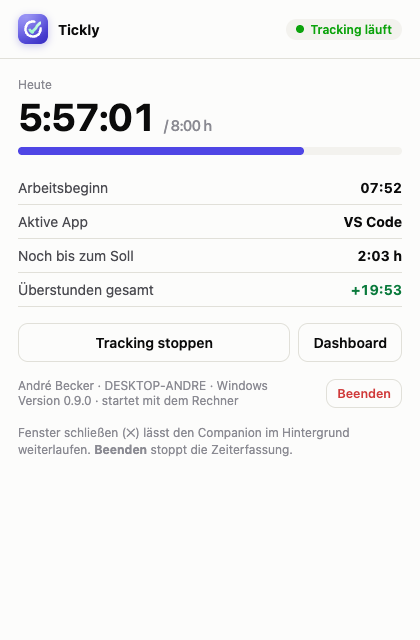 Tickly
Tracking läuft
Heute
5:57:01 / 8:00 h
Arbeitsbeginn 07:52
Aktive App VS Code
Noch bis zum Soll 2:03 h
Überstunden gesamt +19:53
Tracking stoppen Dashboard
André Becker · DESKTOP-ANDRE · Windows
Version 0.9.0 · startet mit dem Rechner
Beenden
Fenster schließen (✕) lässt den Companion im Hintergrund
weiterlaufen. Beenden stoppt die Zeiterfassung.